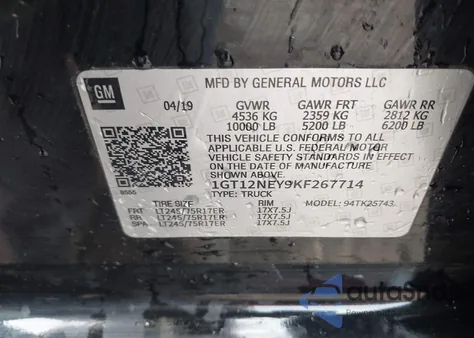 GM
MFD BY GENERAL MOTORS LLC
04/19 GVWR GAWR FRT GAWR RR
4536 KG 2359 KG 2812 KG
10000 LB 5200 LB 6200 LB
THIS VEHICLE CONFORMS TO ALL
APPLICABLE U.S. FEDERAL MOTOR
VEHICLE SAFETY STANDARDS IN
EFFECT ON THE DATE OF MANUFACTURE
SHOWN ABOVE.
1GT12NEY9KF267714
TYPE: TRUCK
TIRE SIZE RIM MODEL: 94TK25743
FRT LT245/75R17ER 17X7.5J
RR LT245/75R17ER 17X7.5J
SPA LT245/75R17ER 17X7.5J